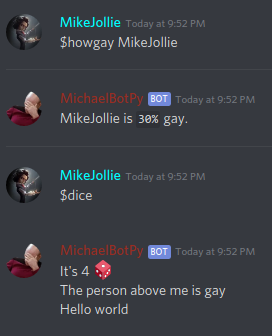 MikeJollie Today at 9:52 PM
$howgay MikeJollie
MichaelBotPy BOT Today at 9:52 PM
MikeJollie is 30% gay.
MikeJollie Today at 9:52 PM
$dice
MichaelBotPy BOT Today at 9:52 PM
It's 4 🎲
The person above me is gay
Hello world